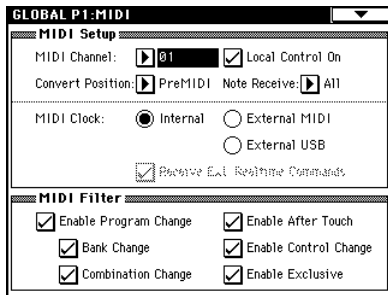 GLOBAL P1:MIDI
MIDI Setup
MIDI Channel: 01 Local Control On
Convert Position: PreMIDI Note Receive: All
MIDI Clock: Internal External MIDI
External USB
Receive Ext. Realtime Commands
MIDI Filter
Enable Program Change Enable After Touch
Bank Change Enable Control Change
Combination Change Enable Exclusive